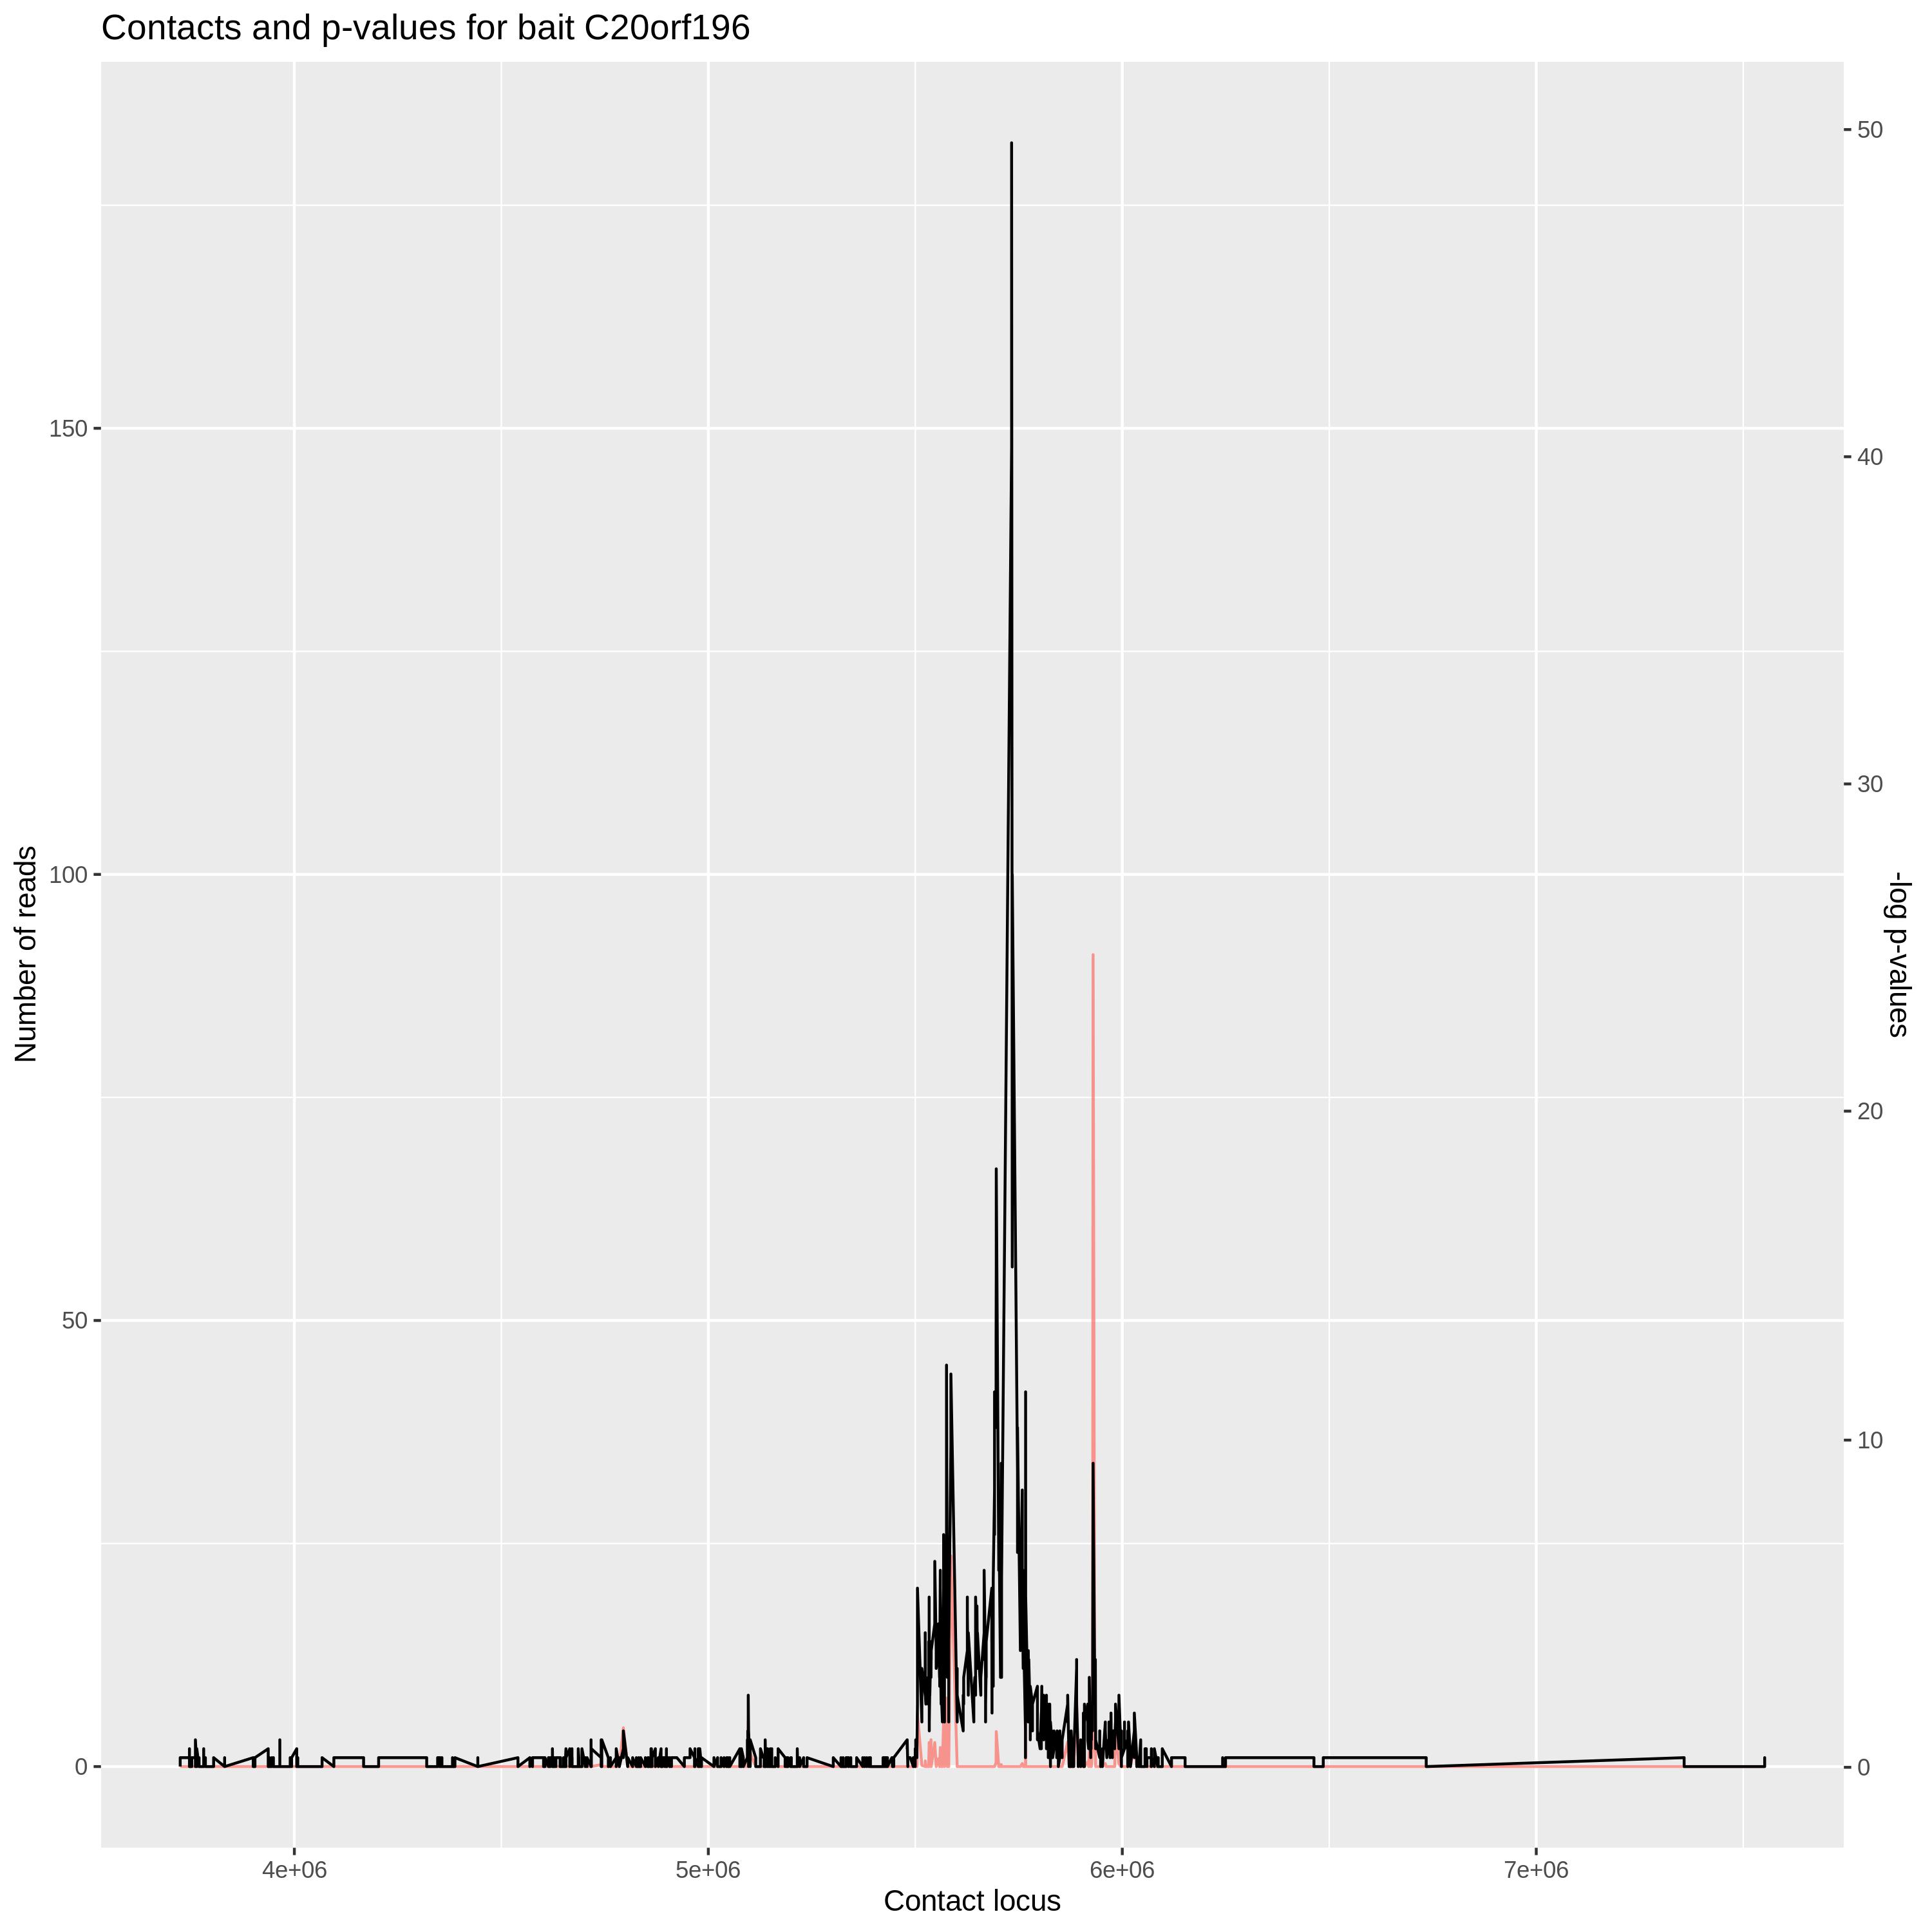 Contacts and p-values for bait C20orf196
Number of reads
150
100
50
0
50
40
30
20
10
0
-log p-values
4e+06 5e+06 6e+06 7e+06
Contact locus